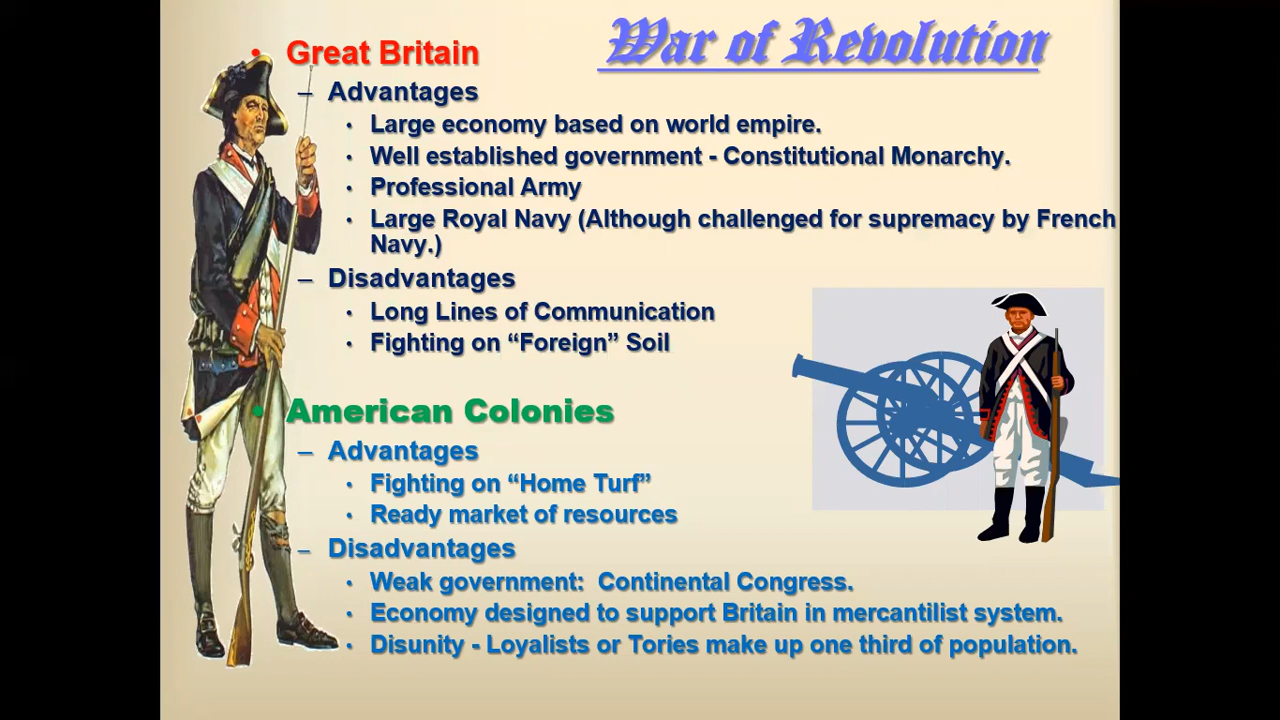 War of Revolution
• Great Britain
– Advantages
• Large economy based on world empire.
• Well established government - Constitutional Monarchy.
• Professional Army
• Large Royal Navy (Although challenged for supremacy by French
Navy.)
– Disadvantages
• Long Lines of Communication
• Fighting on “Foreign” Soil
• American Colonies
– Advantages
• Fighting on “Home Turf”
• Ready market of resources
– Disadvantages
• Weak government:  Continental Congress.
• Economy designed to support Britain in mercantilist system.
• Disunity - Loyalists or Tories make up one third of population.